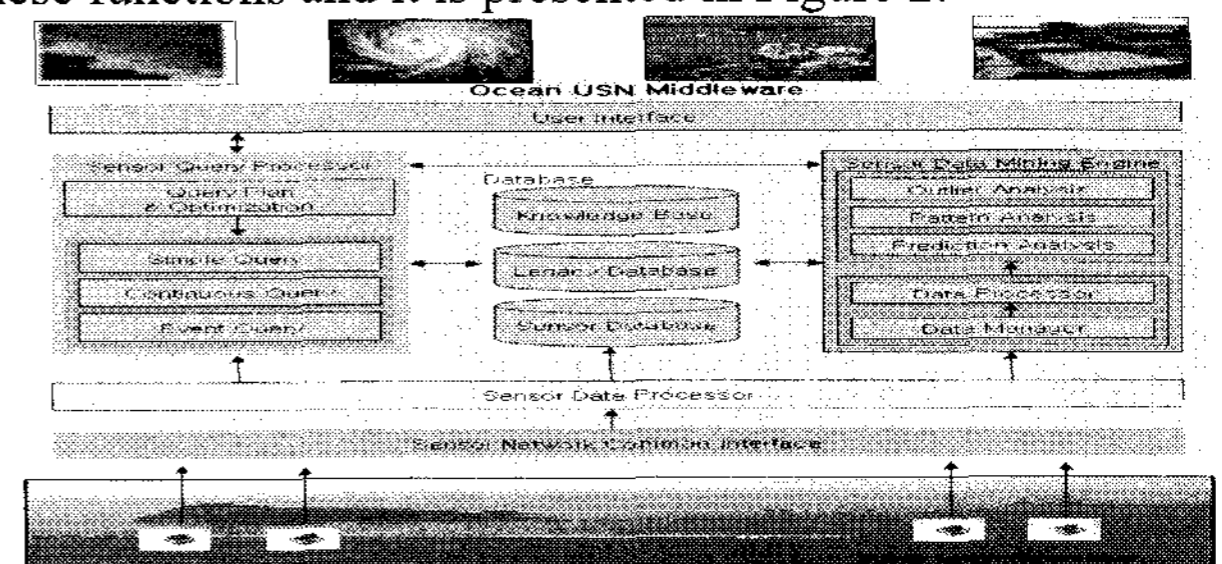 these functions and it is presented in Figure 2.
Ocean USN Middleware
User Interface
Sensor Query Processor
Query Plan
& Optimization
Simple Query
Continuous Query
Event Query
Database
Knowledge Base
Database
Sensor Database
Sensor Data Mining Engine
Outlier Analysis
Pattern Analysis
Prediction Analysis
Data Processor
Data Manager
Sensor Data Processor
Sensor Network Common Interface